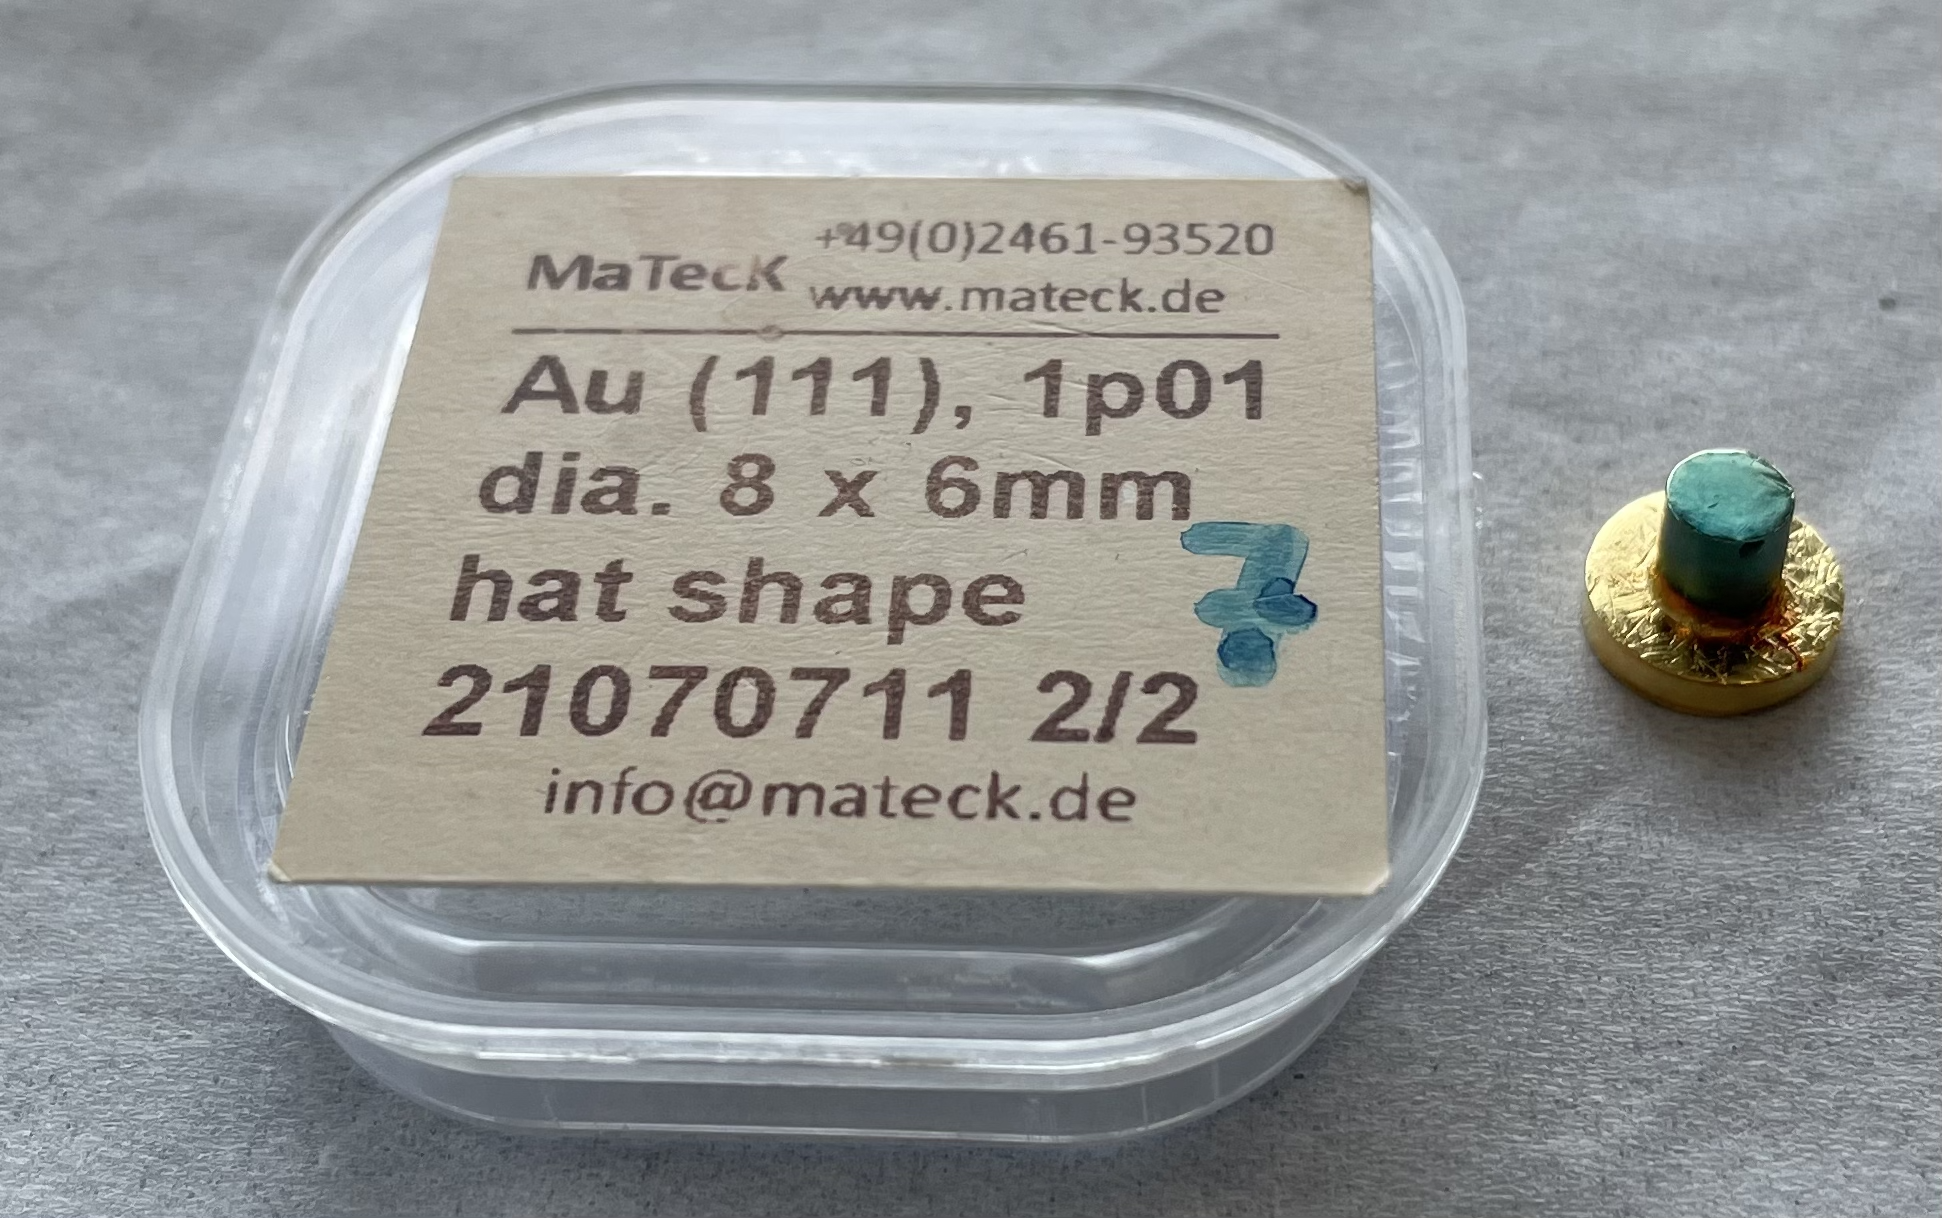 MaTecK +49(0)2461-93520
www.mateck.de
Au (111), 1p01
dia. 8 x 6mm
hat shape
7.
21070711 2/2
info@mateck.de